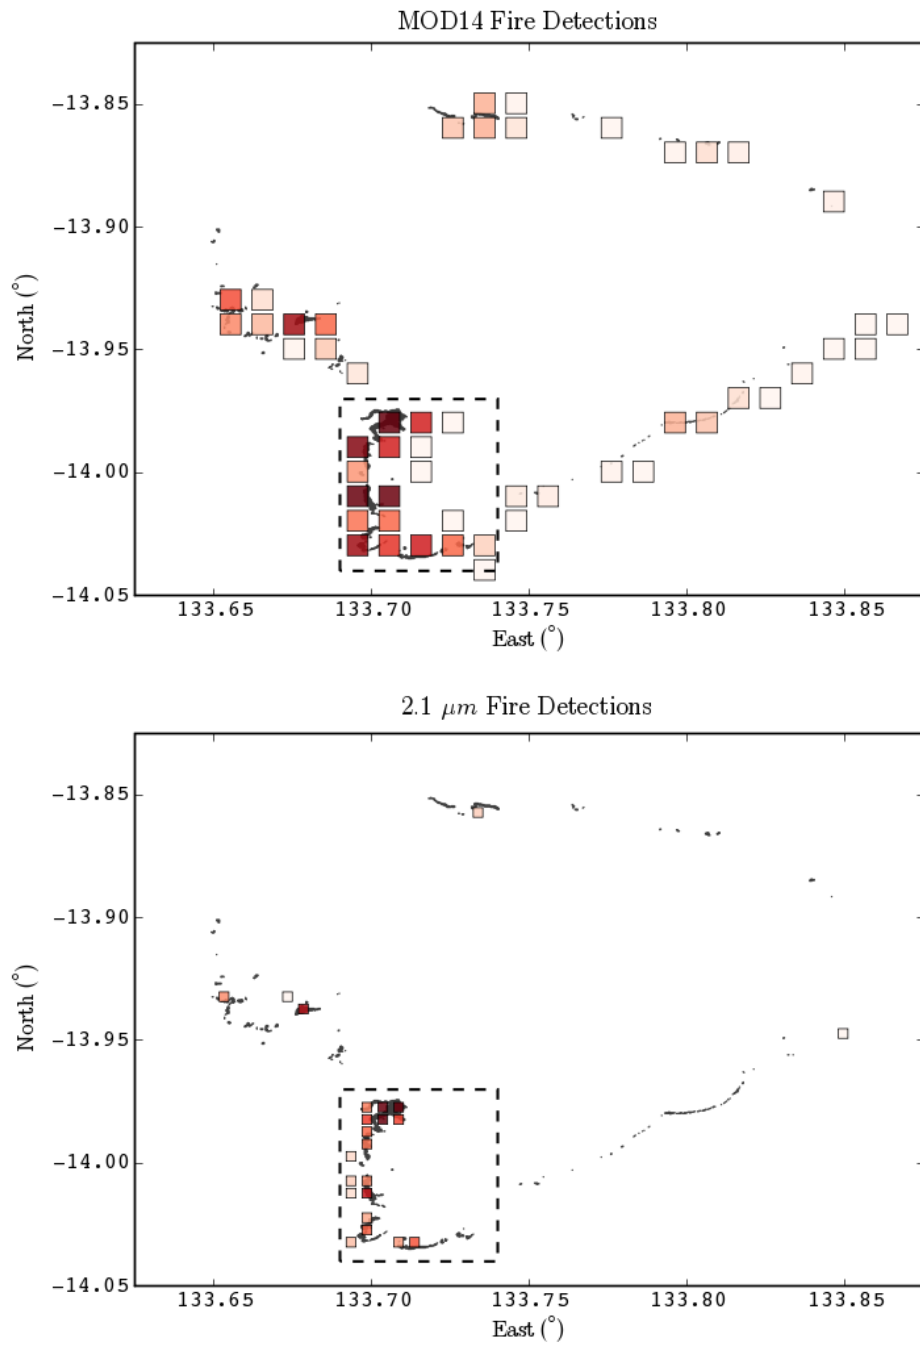 MOD14 Fire Detections
−13.85
−13.90
−13.95
−14.00
−14.05
North (°)
133.65 133.70 133.75 133.80 133.85
East (°)
2.1 μm Fire Detections
−13.85
−13.90
−13.95
−14.00
−14.05
North (°)
133.65 133.70 133.75 133.80 133.85
East (°)